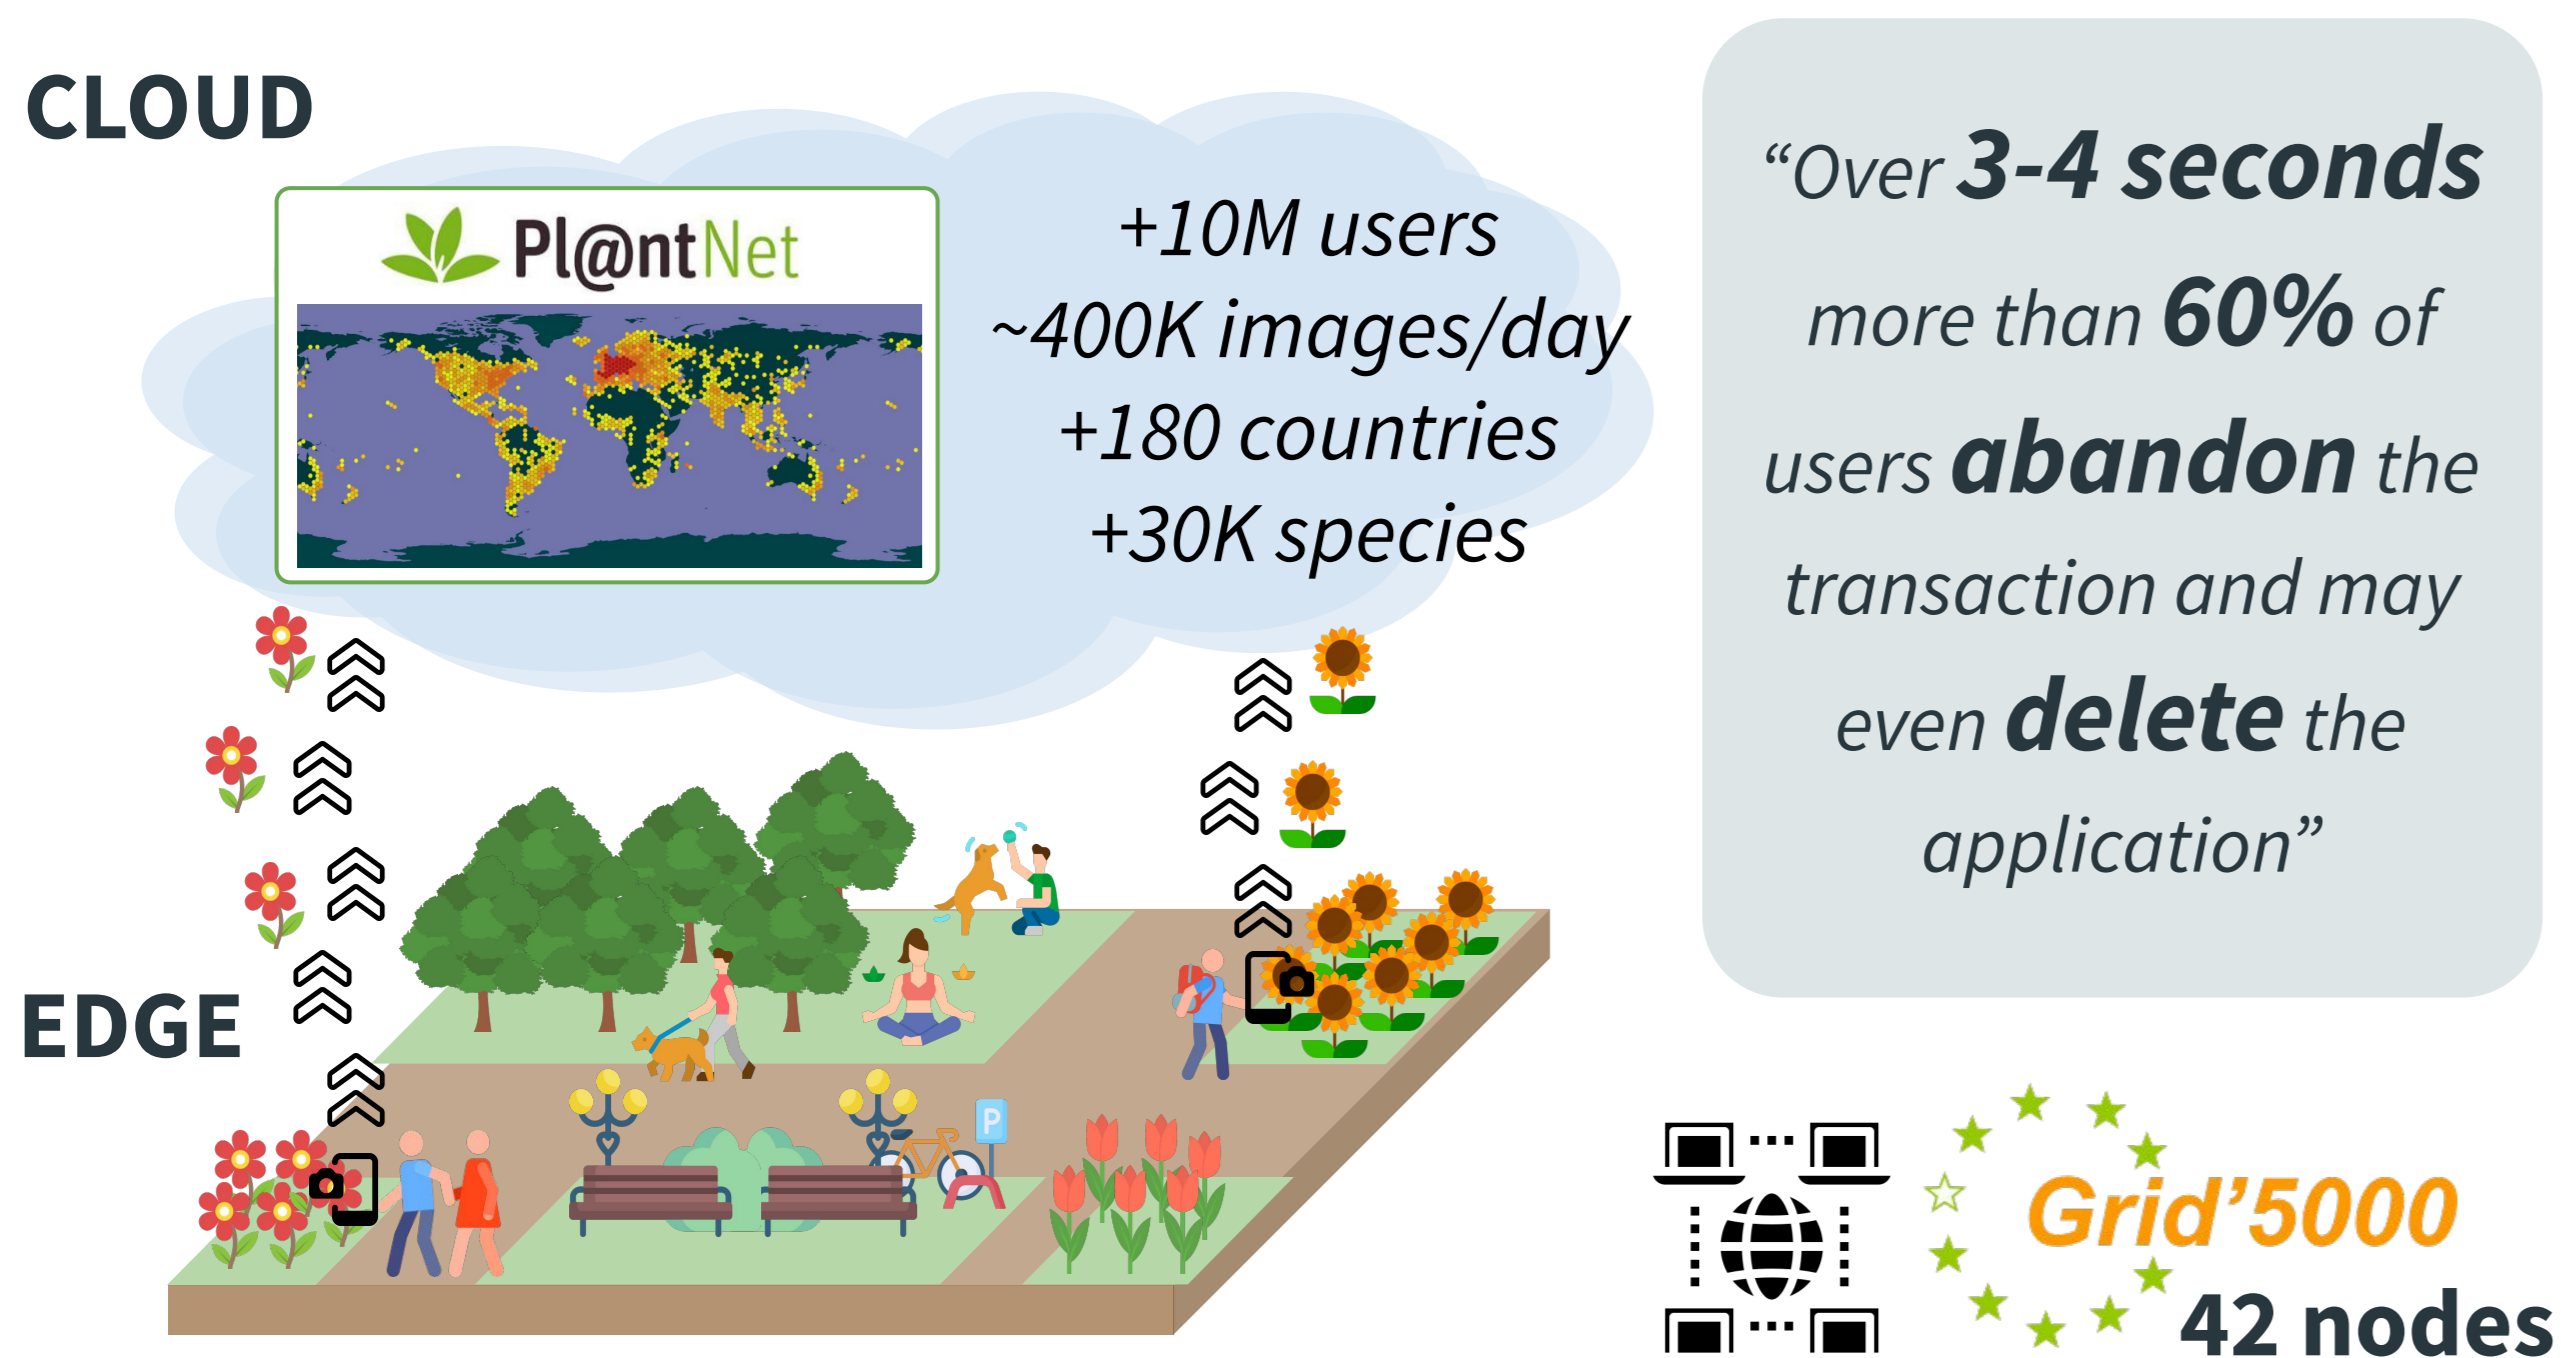 CLOUD
Pl@ntNet
+10M users
~400K images/day
+180 countries
+30K species
“Over 3-4 seconds
more than 60% of
users abandon the
transaction and may
even delete the
application”
EDGE
P
Grid’5000
42 nodes